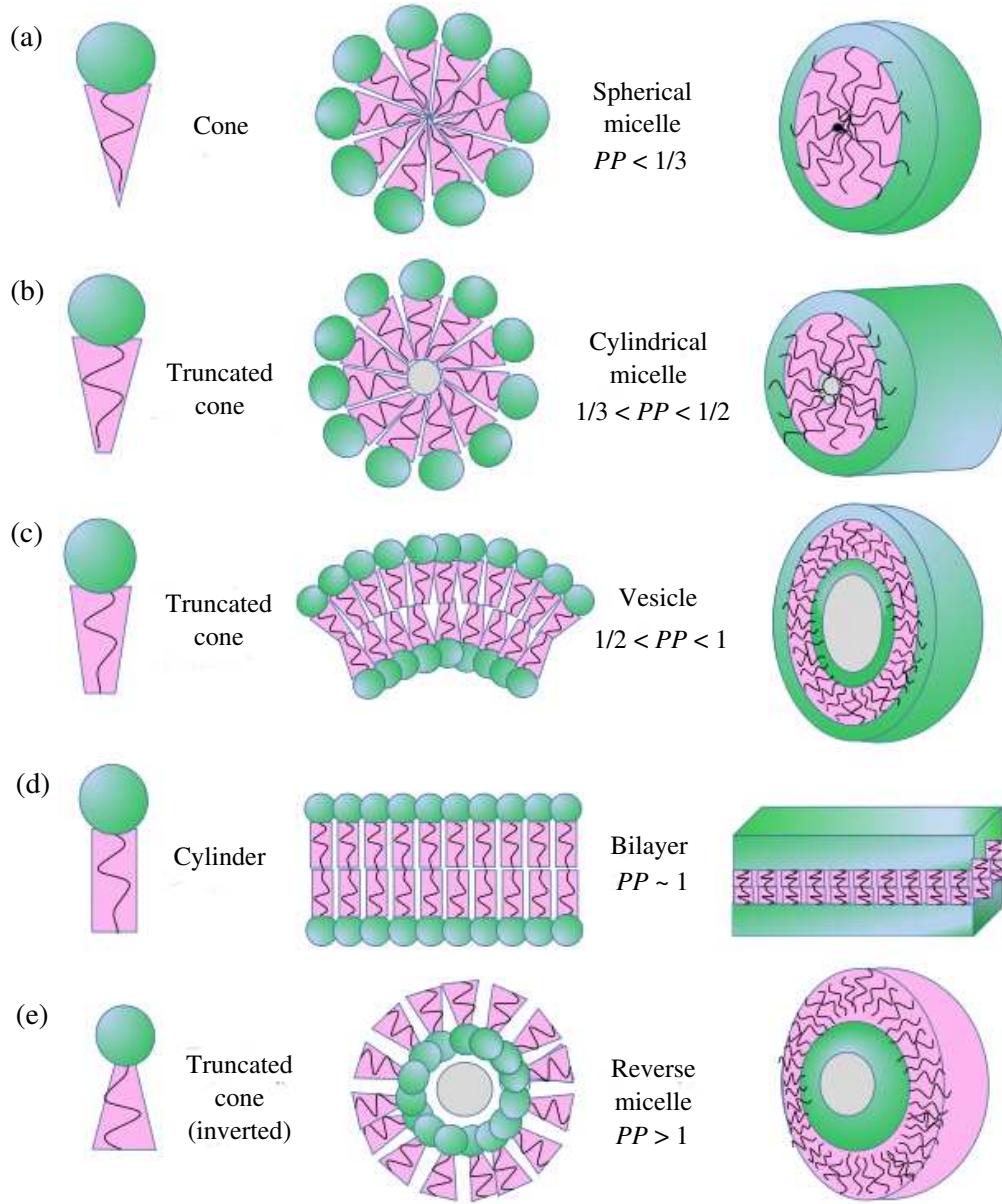 (a)
Cone
Spherical
micelle
PP < 1/3
(b)
Truncated
cone
Cylindrical
micelle
1/3 < PP < 1/2
(c)
Truncated
cone
Vesicle
1/2 < PP < 1
(d)
Cylinder
Bilayer
PP ~ 1
(e)
Truncated
cone
(inverted)
Reverse
micelle
PP > 1